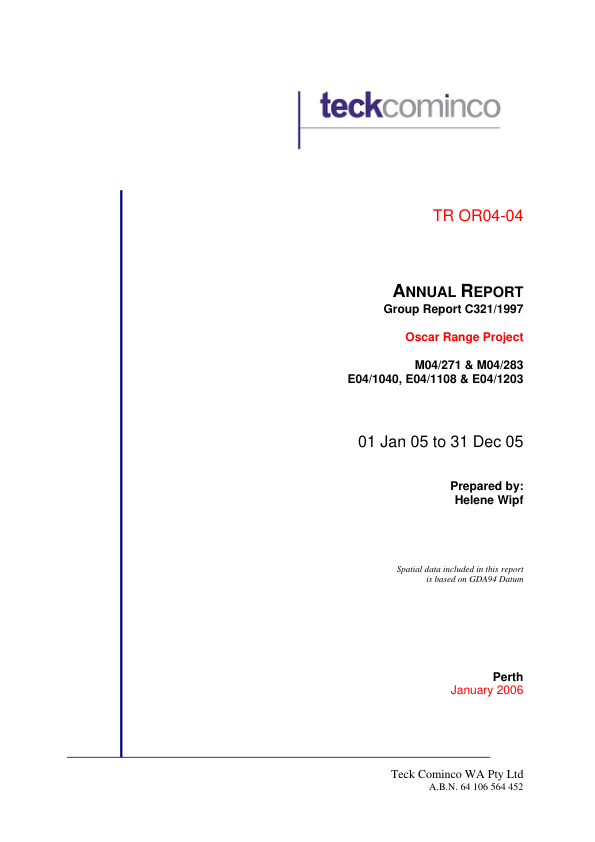 teckcominco
TR OR04-04
ANNUAL REPORT
Group Report C321/1997
Oscar Range Project
M04/271 & M04/283
E04/1040, E04/1108 & E04/1203
01 Jan 05 to 31 Dec 05
Prepared by:
Helene Wipf
Spatial data included in this report
is based on GDA94 Datum
Perth
January 2006
Teck Cominco WA Pty Ltd
A.B.N. 64 106 564 452